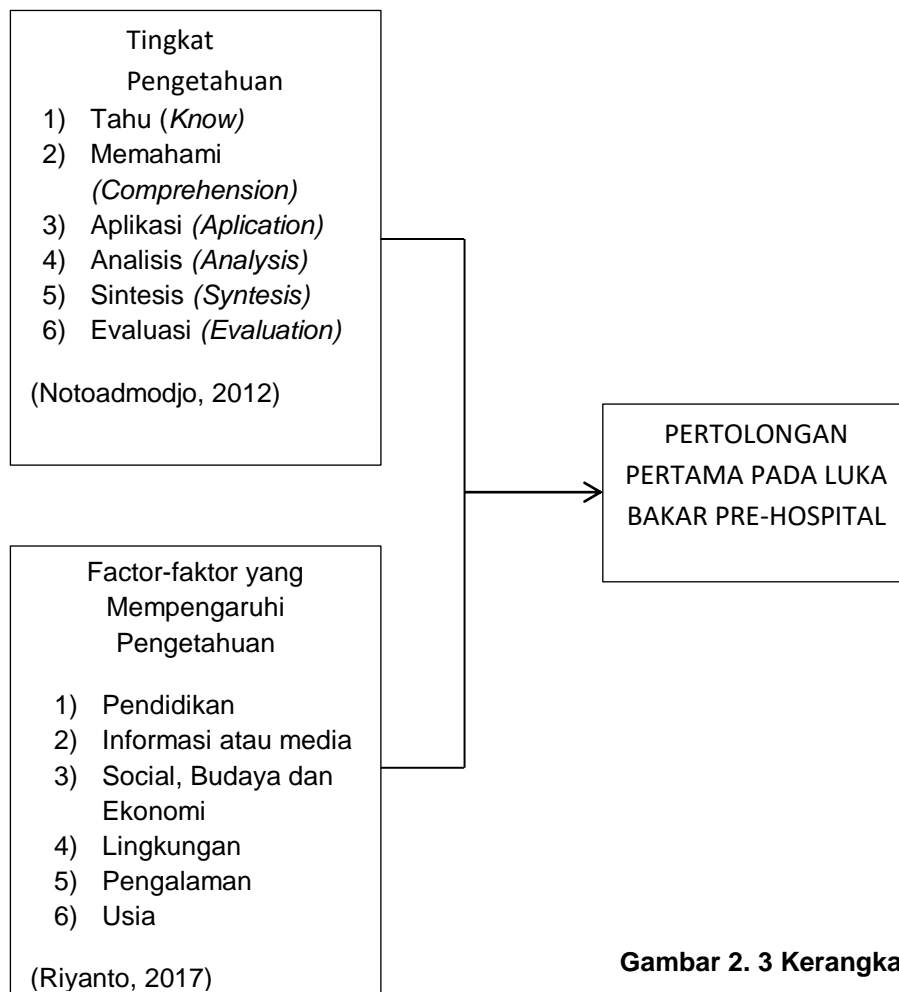 Tingkat
Pengetahuan
1) Tahu (Know)
2) Memahami
(Comprehension)
3) Aplikasi (Aplication)
4) Analisis (Analysis)
5) Sintesis (Syntesis)
6) Evaluasi (Evaluation)
(Notoadmodjo, 2012)
PERTOLONGAN
PERTAMA PADA LUKA
BAKAR PRE-HOSPITAL
Factor-faktor yang
Mempengaruhi
Pengetahuan
1) Pendidikan
2) Informasi atau media
3) Social, Budaya dan
Ekonomi
4) Lingkungan
5) Pengalaman
6) Usia
(Riyanto, 2017)
Gambar 2. 3 Kerangka